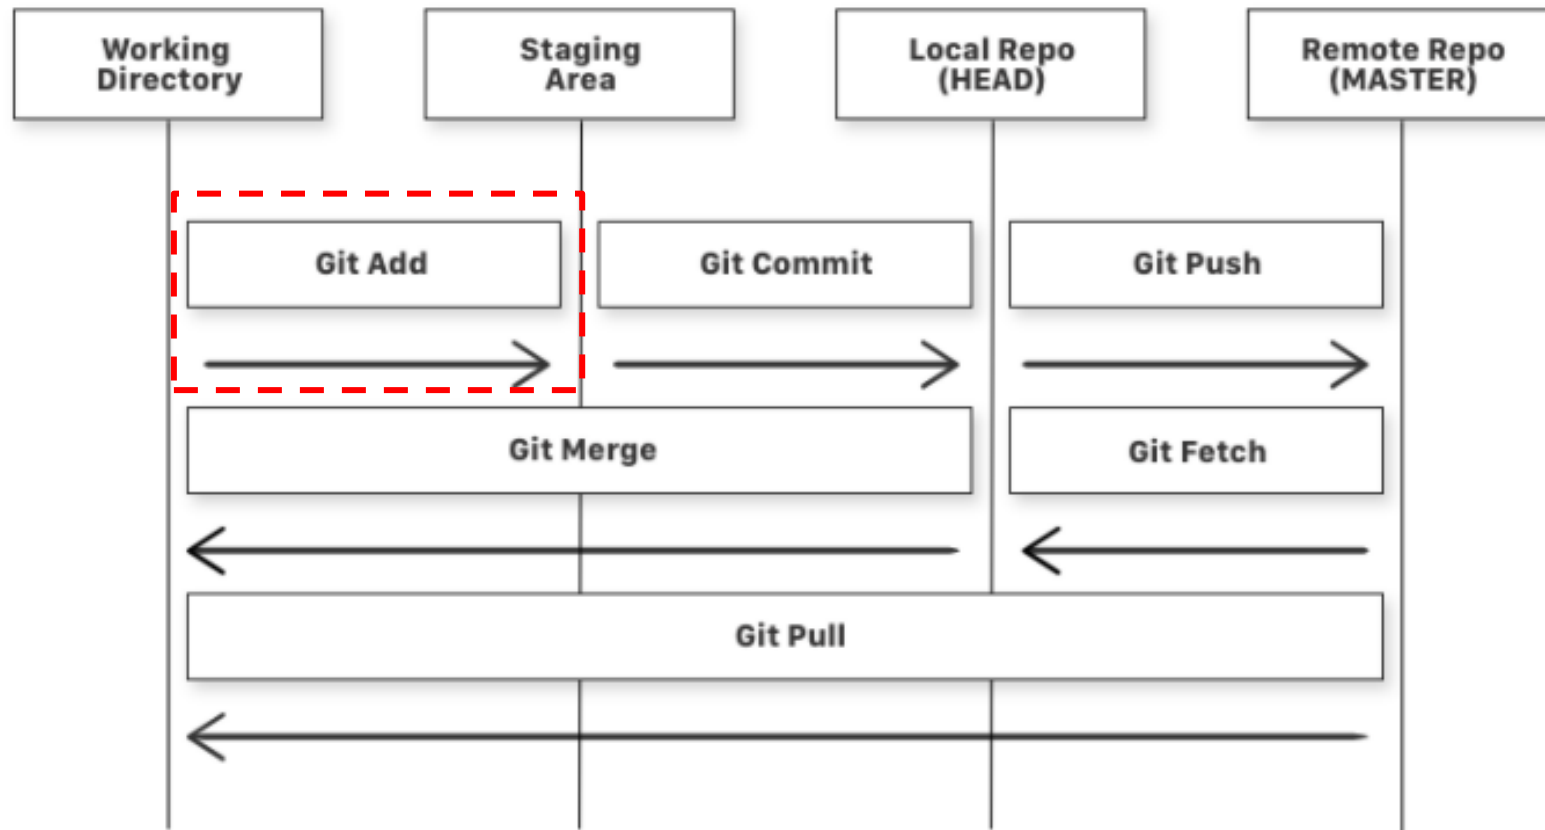 Working
Directory
Staging
Area
Local Repo
(HEAD)
Remote Repo
(MASTER)
Git Add
Git Commit
Git Push
Git Merge
Git Fetch
Git Pull